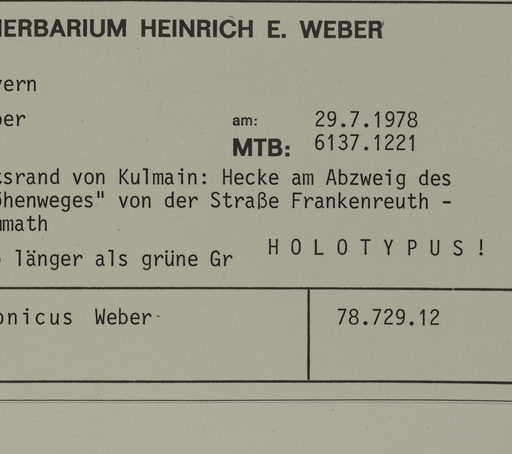 HERBARIUM HEINRICH E. WEBER
yern
ber am: 29.7.1978
MTB: 6137.1221
tsrand von Kulmain: Hecke am Abzweig des
öhenweges" von der Straße Frankenreuth -
nmath
länger als grüne Gr
HOLOTYPUS!
onicus Weber 78.729.12